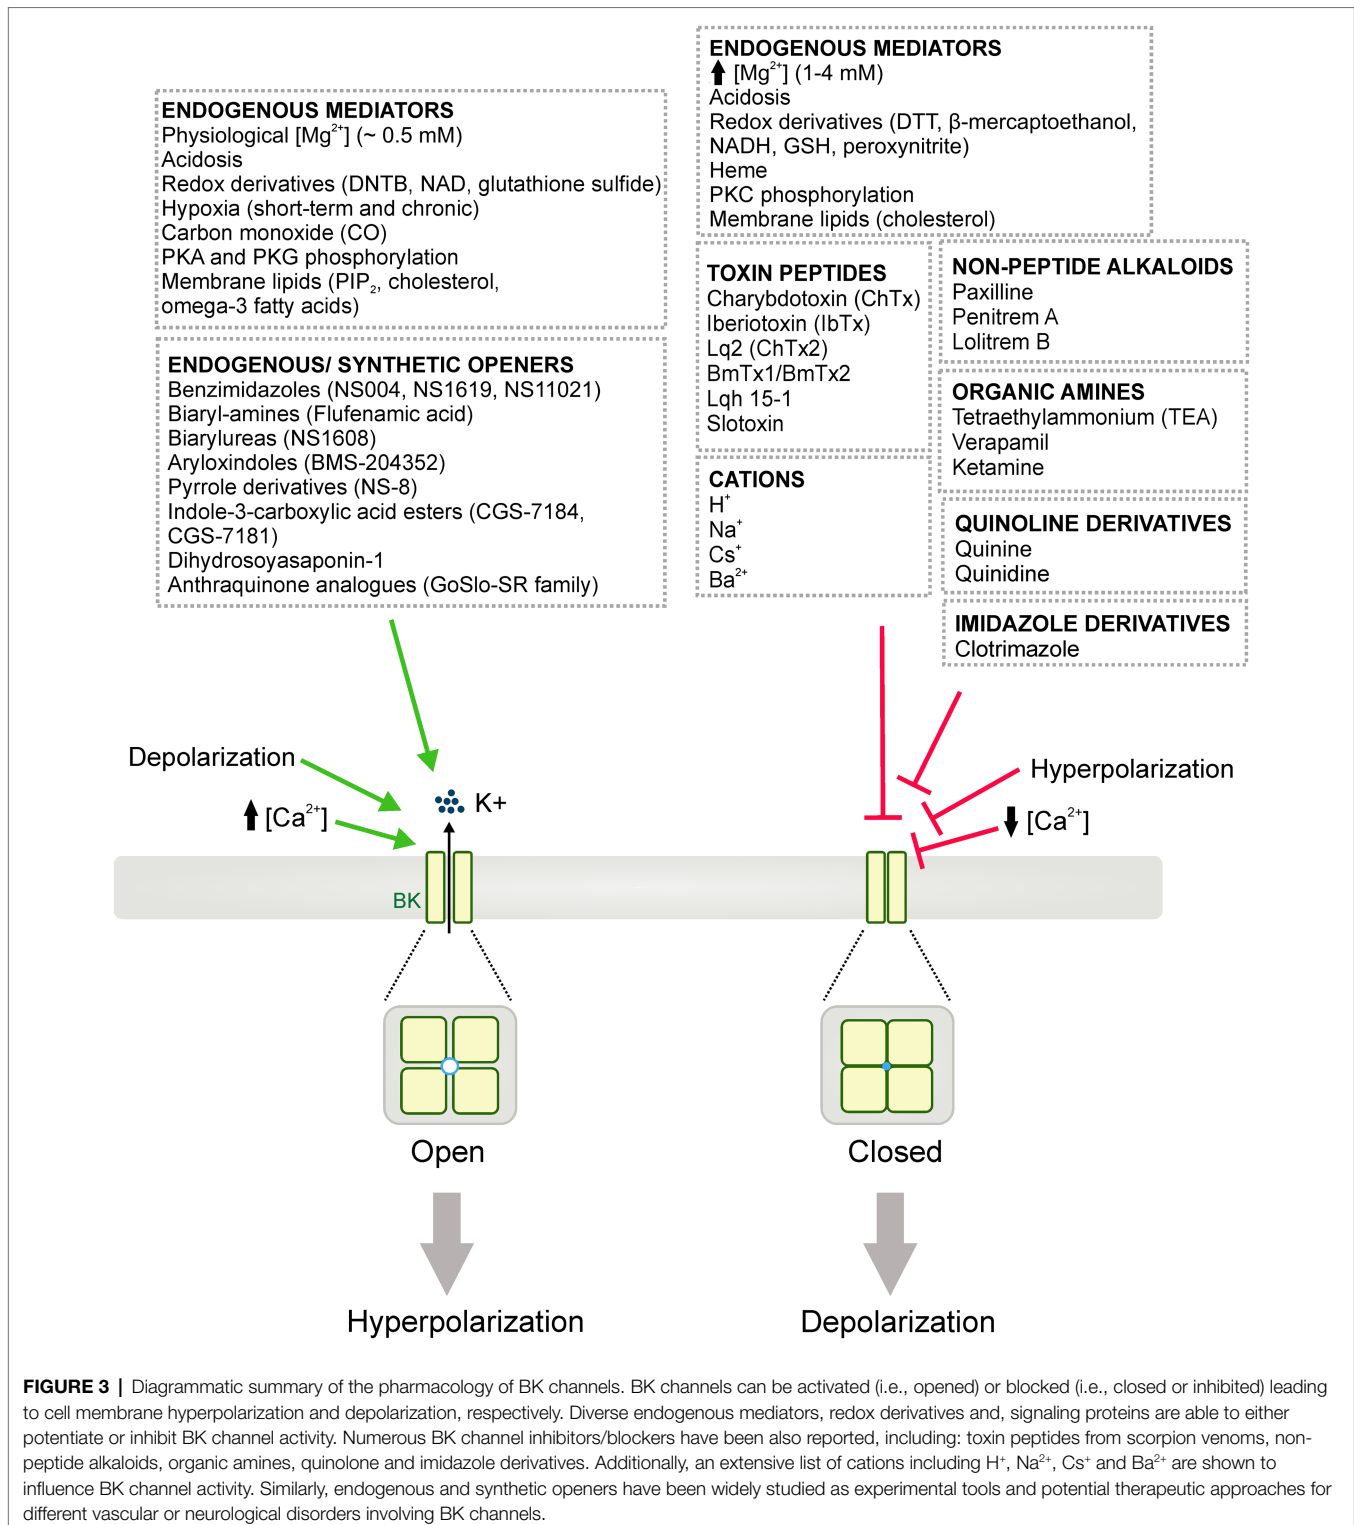 ENDOGENOUS MEDIATORS
Physiological [Mg²⁺] (~ 0.5 mM)
Acidosis
Redox derivatives (DNTB, NAD, glutathione sulfide)
Hypoxia (short-term and chronic)
Carbon monoxide (CO)
PKA and PKG phosphorylation
Membrane lipids (PIP₂, cholesterol,
omega-3 fatty acids)
ENDOGENOUS/ SYNTHETIC OPENERS
Benzimidazoles (NS004, NS1619, NS11021)
Biaryl-amines (Flufenamic acid)
Biarylureas (NS1608)
Aryloxindoles (BMS-204352)
Pyrrole derivatives (NS-8)
Indole-3-carboxylic acid esters (CGS-7184,
CGS-7181)
Dihydrosoyasaponin-1
Anthraquinone analogues (GoSlo-SR family)
ENDOGENOUS MEDIATORS
[Mg²⁺] (1-4 mM)
Acidosis
Redox derivatives (DTT, β-mercaptoethanol,
NADH, GSH, peroxynitrite)
Heme
PKC phosphorylation
Membrane lipids (cholesterol)
TOXIN PEPTIDES
Charybdotoxin (ChTx)
Iberiotoxin (IbTx)
Lq2 (ChTx2)
BmTx1/BmTx2
Lqh 15-1
Slotoxin
CATIONS
H⁺
Na⁺
Cs⁺
Ba²⁺
NON-PEPTIDE ALKALOIDS
Paxilline
Penitrem A
Lolitrem B
ORGANIC AMINES
Tetraethylammonium (TEA)
Verapamil
Ketamine
QUINOLINE DERIVATIVES
Quinine
Quinidine
IMIDAZOLE DERIVATIVES
Clotrimazole
Depolarization
[Ca²⁺]
K+
BK
Hyperpolarization
[Ca²⁺]
Open
Closed
Hyperpolarization
Depolarization
FIGURE 3 | Diagrammatic summary of the pharmacology of BK channels. BK channels can be activated (i.e., opened) or blocked (i.e., closed or inhibited) leading
to cell membrane hyperpolarization and depolarization, respectively. Diverse endogenous mediators, redox derivatives and, signaling proteins are able to either
potentiate or inhibit BK channel activity. Numerous BK channel inhibitors/blockers have been also reported, including: toxin peptides from scorpion venoms, non-
peptide alkaloids, organic amines, quinolone and imidazole derivatives. Additionally, an extensive list of cations including H⁺, Na²⁺, Cs⁺ and Ba²⁺ are shown to
influence BK channel activity. Similarly, endogenous and synthetic openers have been widely studied as experimental tools and potential therapeutic approaches for
different vascular or neurological disorders involving BK channels.